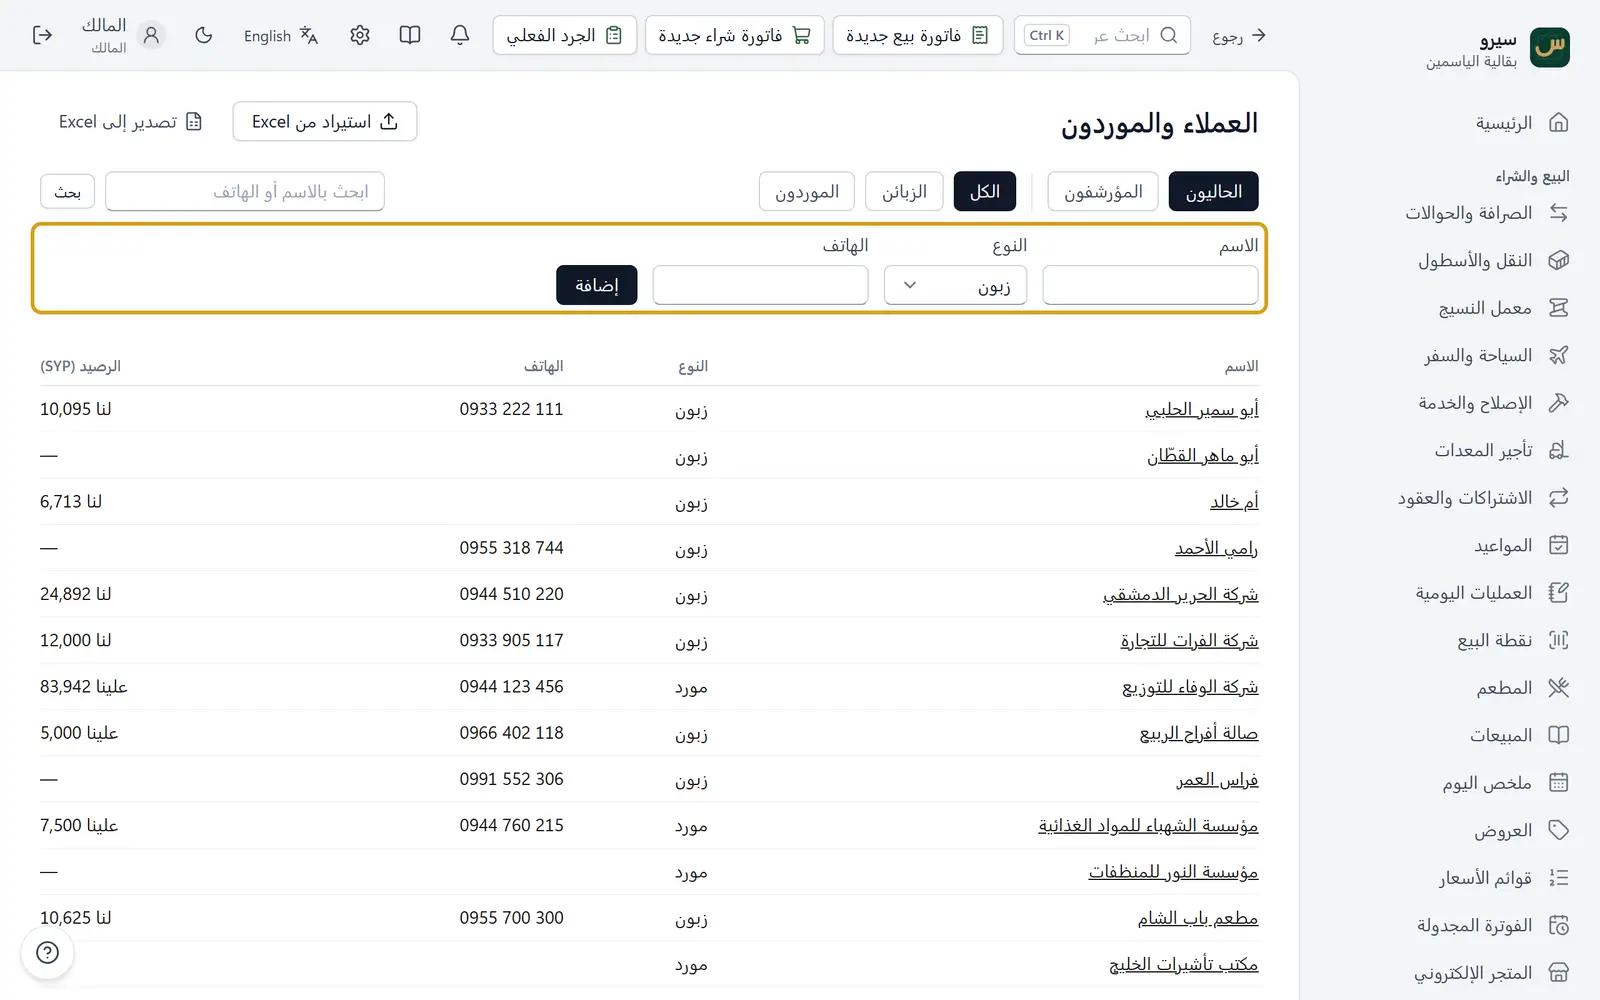 سيرو
بقالية الياسمين
الرئيسية
البيع والشراء
الصرافة والحوالات
النقل والأسطول
معمل النسيج
السياحة والسفر
الإصلاح والخدمة
تأجير المعدات
الاشتراكات والعقود
المواعيد
العمليات اليومية
نقطة البيع
المطعم
المبيعات
ملخص اليوم
العروض
قوائم الأسعار
الفوترة المجدولة
المتجر الإلكتروني
رجوع
ابحث عر Ctrl K
فاتورة بيع جديدة
فاتورة شراء جديدة
الجرد الفعلي
English
المالك
المالك
العملاء والموردون
استيراد من Excel
تصدير إلى Excel
الحاليون المؤرشفون الكل الزبائن الموردون
ابحث بالاسم أو الهاتف بحث
الاسم النوع الهاتف
زبون إضافة
الاسم النوع الهاتف الرصيد (SYP)
أبو سمير الحلبي زبون 0933 222 111 لنا 10,095
أبو ماهر القطّان زبون —
أم خالد زبون لنا 6,713
رامي الأحمد زبون 0955 318 744 —
شركة الحرير الدمشقي زبون 0944 510 220 لنا 24,892
شركة الفرات للتجارة زبون 0933 905 117 لنا 12,000
شركة الوفاء للتوزيع مورد 0944 123 456 علينا 83,942
صالة أفراح الربيع زبون 0966 402 118 علينا 5,000
فراس العمر زبون 0991 552 306 —
مؤسسة الشهباء للمواد الغذائية مورد 0944 760 215 علينا 7,500
مؤسسة النور للمنظفات مورد —
مطعم باب الشام زبون 0955 700 300 لنا 10,625
مكتب تأشيرات الخليج مورد